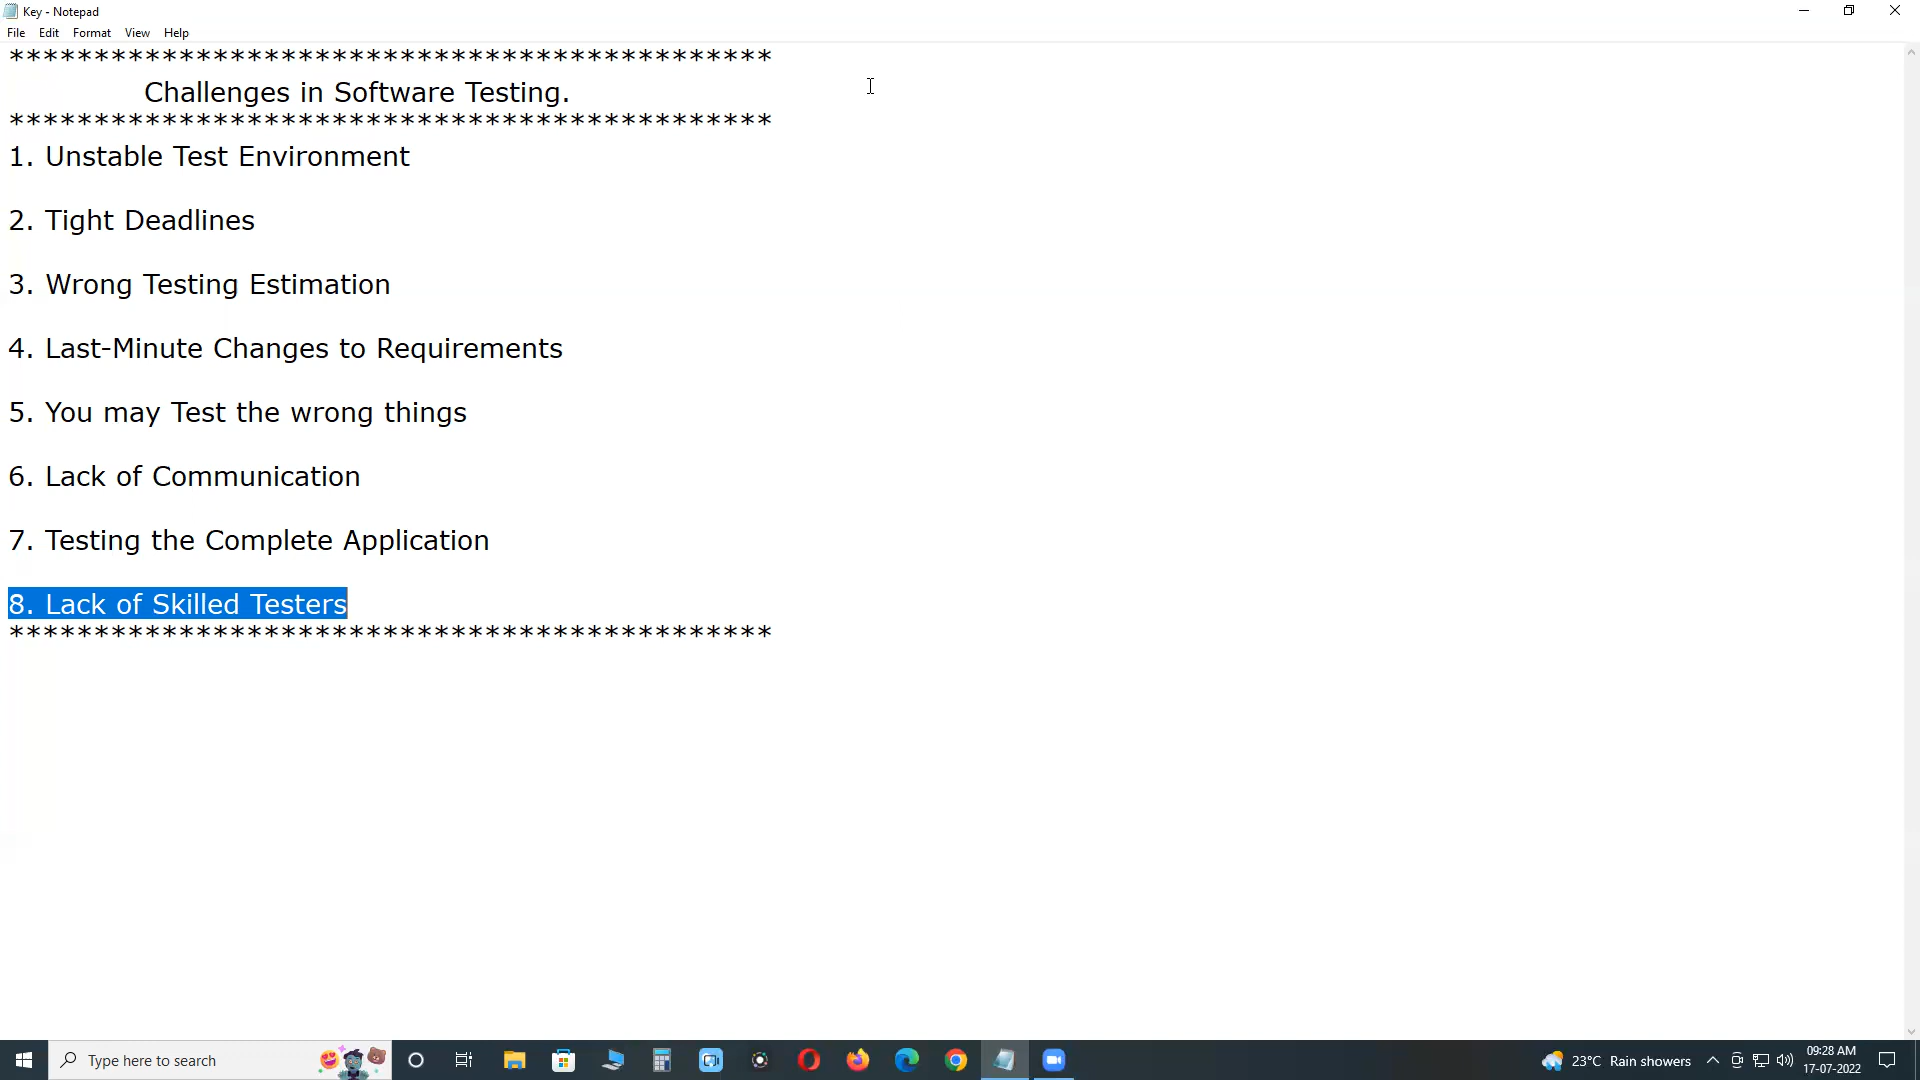 Key - Notepad
File Edit Format View Help
*********************************************
Challenges in Software Testing.
*********************************************
1. Unstable Test Environment
2. Tight Deadlines
3. Wrong Testing Estimation
4. Last-Minute Changes to Requirements
5. You may Test the wrong things
6. Lack of Communication
7. Testing the Complete Application
8. Lack of Skilled Testers
*********************************************
Type here to search
23°C Rain showers
09:28 AM
17-07-2022